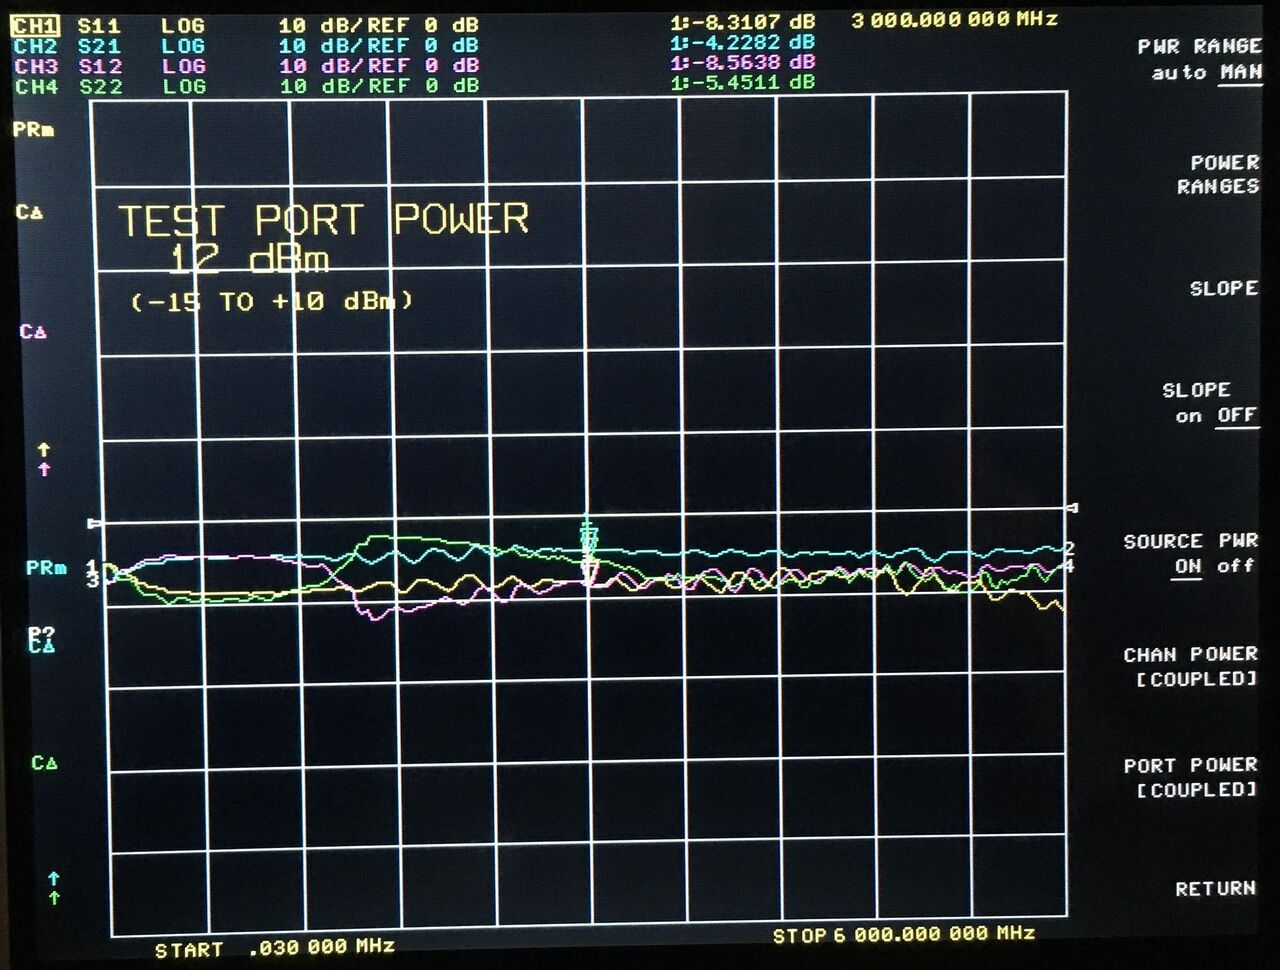 CH1 S11 LOG 10 dB/REF 0 dB 1:-8.3107 dB 3 000.000 000 MHz
CH2 S21 LOG 10 dB/REF 0 dB 1:-4.2282 dB
CH3 S12 LOG 10 dB/REF 0 dB 1:-8.5638 dB
CH4 S22 LOG 10 dB/REF 0 dB 1:-5.4511 dB
PWR RANGE
auto MAN
PRm
POWER
RANGES
CΔ
TEST PORT POWER
12 dBm
(-15 TO +10 dBm)
SLOPE
CΔ
SLOPE
on OFF
↑
↑
SOURCE PWR
ON off
PRm
1
3
2
4
P?
CΔ
CHAN POWER
[COUPLED]
CΔ
PORT POWER
[COUPLED]
↑
↑
RETURN
START .030 000 MHz STOP 6 000.000 000 MHz